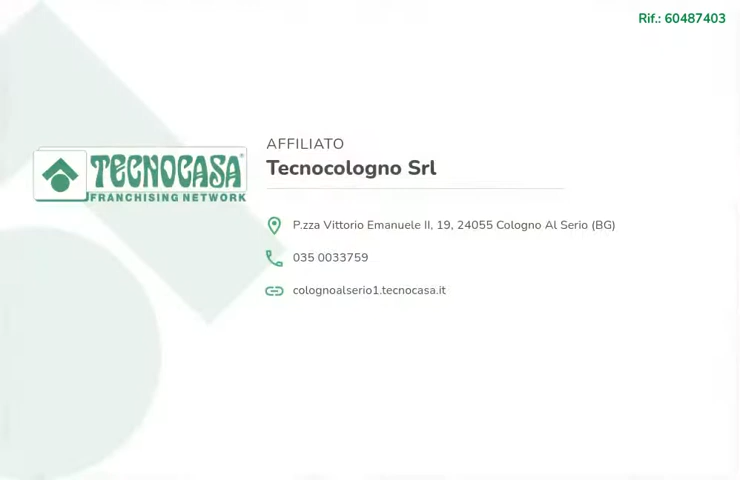 Rif.: 60487403
AFFILIATO
Tecnocologno Srl
TECNOCASA®
FRANCHISING NETWORK
P.zza Vittorio Emanuele II, 19, 24055 Cologno Al Serio (BG)
035 0033759
colognoalserio1.tecnocasa.it